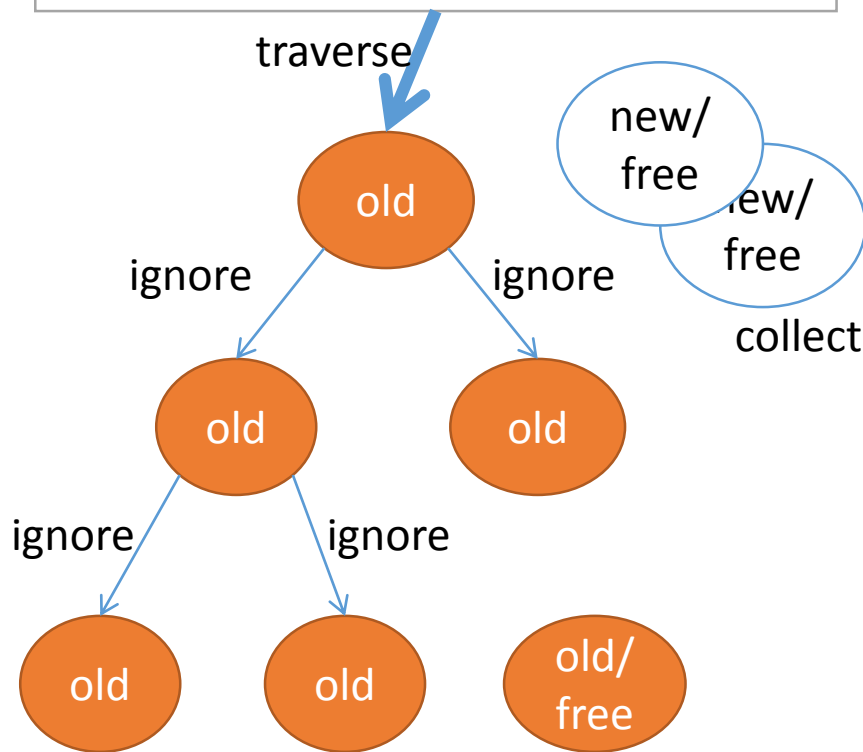 traverse
new/
free
old
new/
free
ignore
ignore
collect
old
old
ignore
ignore
old
old
old/
free